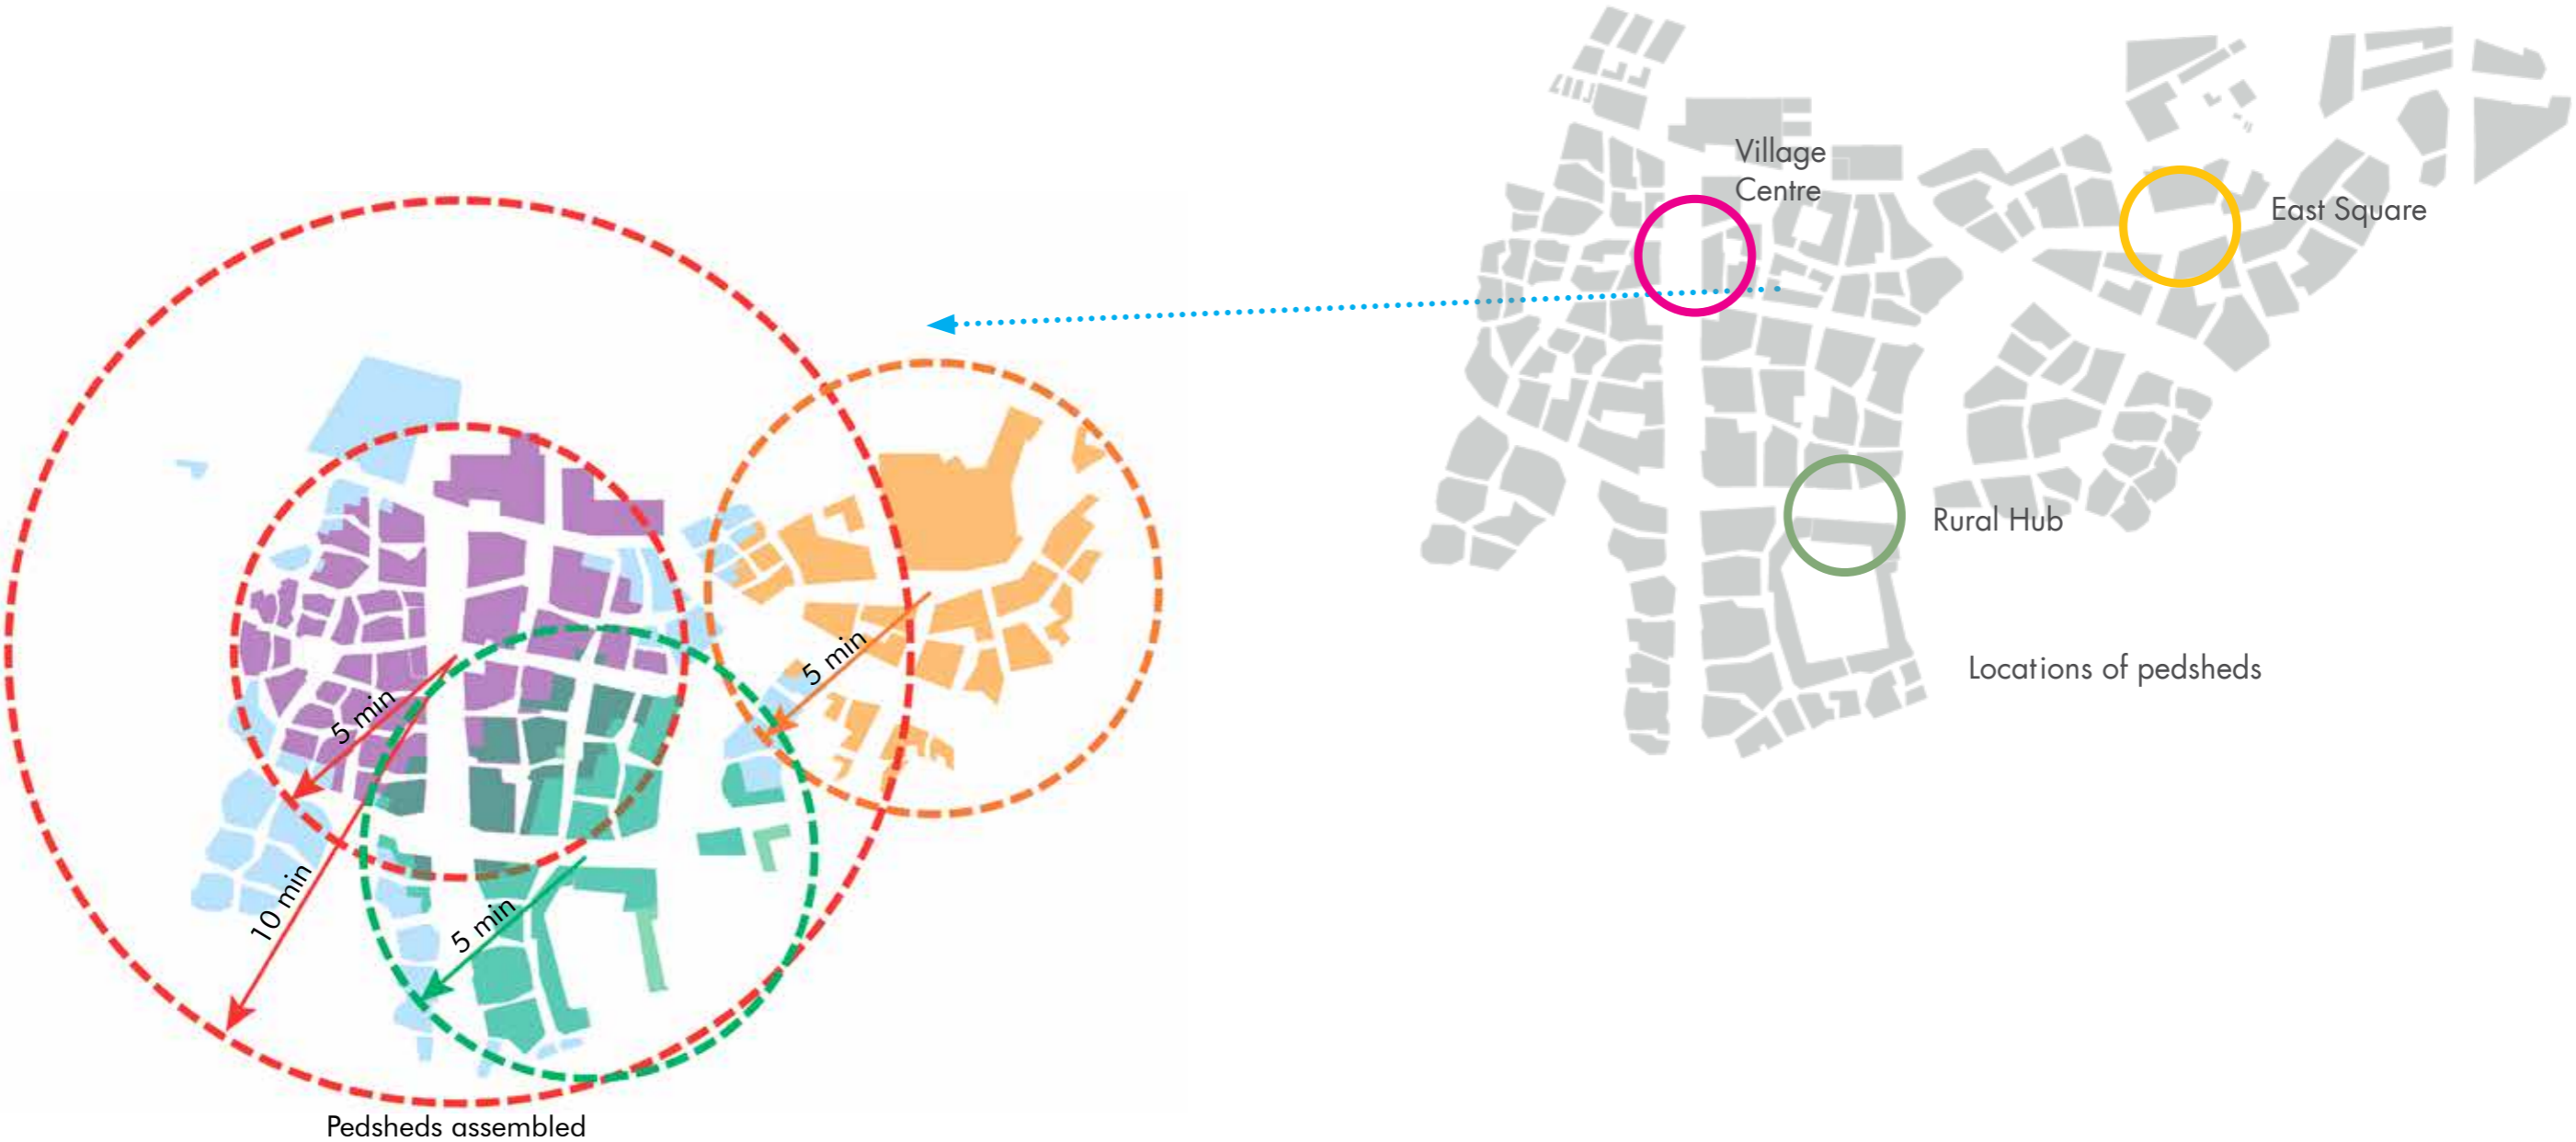 Village
Centre
East Square
Rural Hub
Locations of pedsheds
5 min
5 min
10 min
5 min
Pedsheds assembled